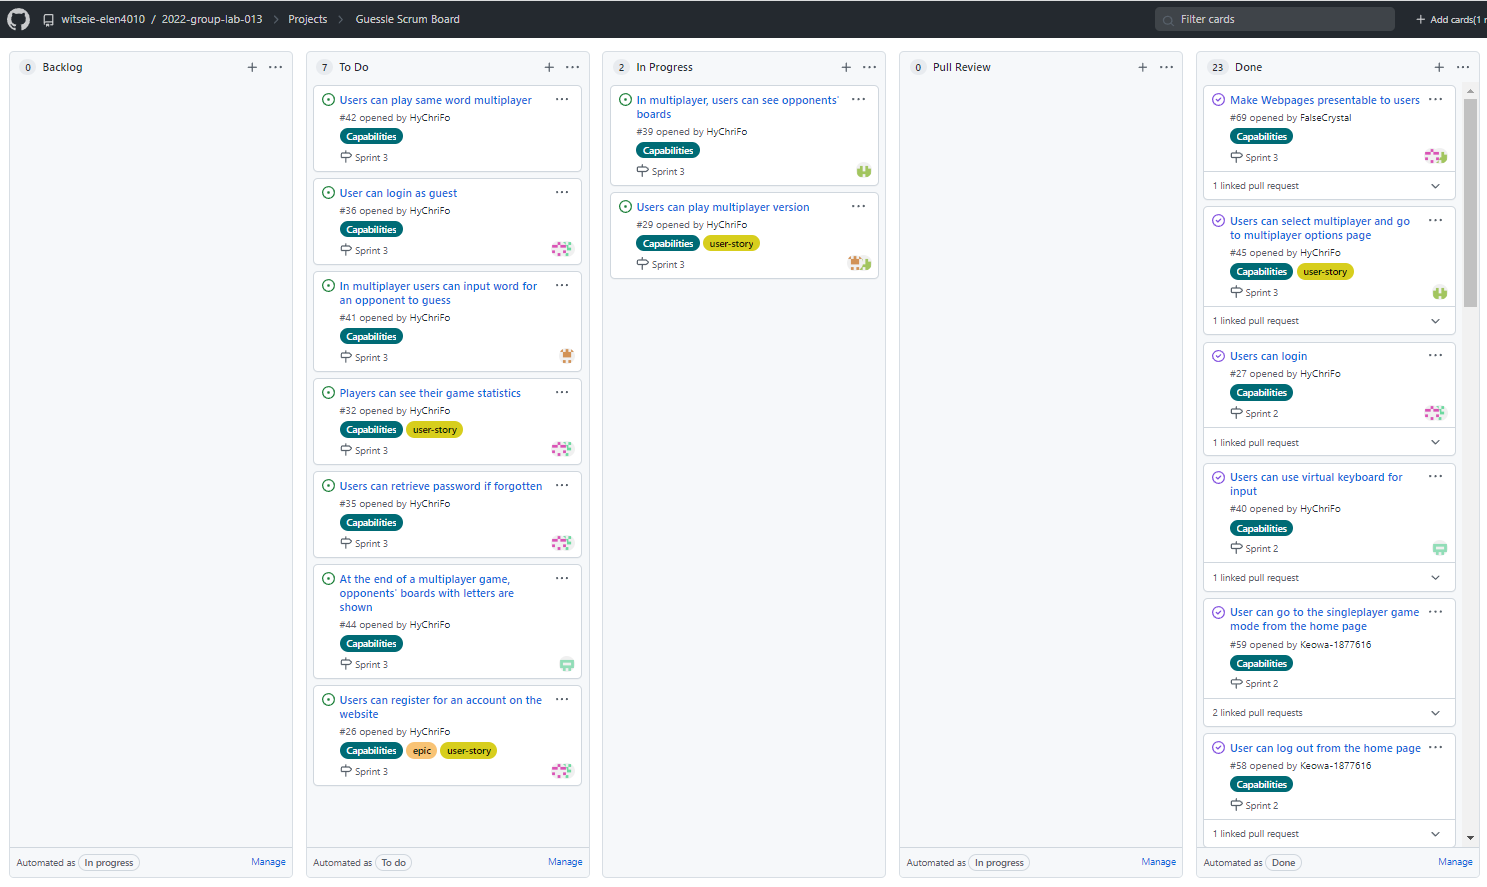 witseie-elen4010 / 2022-group-lab-013 > Projects > Guessle Scrum Board
Filter cards
+ Add cards(1
0 Backlog
Automated as In progress Manage
7 To Do
Users can play same word multiplayer
#42 opened by HyChriFo
Capabilities
Sprint 3
User can login as guest
#36 opened by HyChriFo
Capabilities
Sprint 3
In multiplayer users can input word for
an opponent to guess
#41 opened by HyChriFo
Capabilities
Sprint 3
Players can see their game statistics
#32 opened by HyChriFo
Capabilities user-story
Sprint 3
Users can retrieve password if forgotten
#35 opened by HyChriFo
Capabilities
Sprint 3
At the end of a multiplayer game,
opponents' boards with letters are
shown
#44 opened by HyChriFo
Capabilities
Sprint 3
Users can register for an account on the
website
#26 opened by HyChriFo
Capabilities epic user-story
Sprint 3
Automated as To do Manage
2 In Progress
In multiplayer, users can see opponents'
boards
#39 opened by HyChriFo
Capabilities
Sprint 3
Users can play multiplayer version
#29 opened by HyChriFo
Capabilities user-story
Sprint 3
0 Pull Review
Automated as In progress Manage
23 Done
Make Webpages presentable to users
#69 opened by FalseCrystal
Capabilities
Sprint 3
1 linked pull request
Users can select multiplayer and go
to multiplayer options page
#45 opened by HyChriFo
Capabilities user-story
Sprint 3
1 linked pull request
Users can login
#27 opened by HyChriFo
Capabilities
Sprint 2
1 linked pull request
Users can use virtual keyboard for
input
#40 opened by HyChriFo
Capabilities
Sprint 2
1 linked pull request
User can go to the singleplayer game
mode from the home page
#59 opened by Keowa-1877616
Capabilities
Sprint 2
2 linked pull requests
User can log out from the home page
#58 opened by Keowa-1877616
Capabilities
Sprint 2
1 linked pull request
Automated as Done Manage